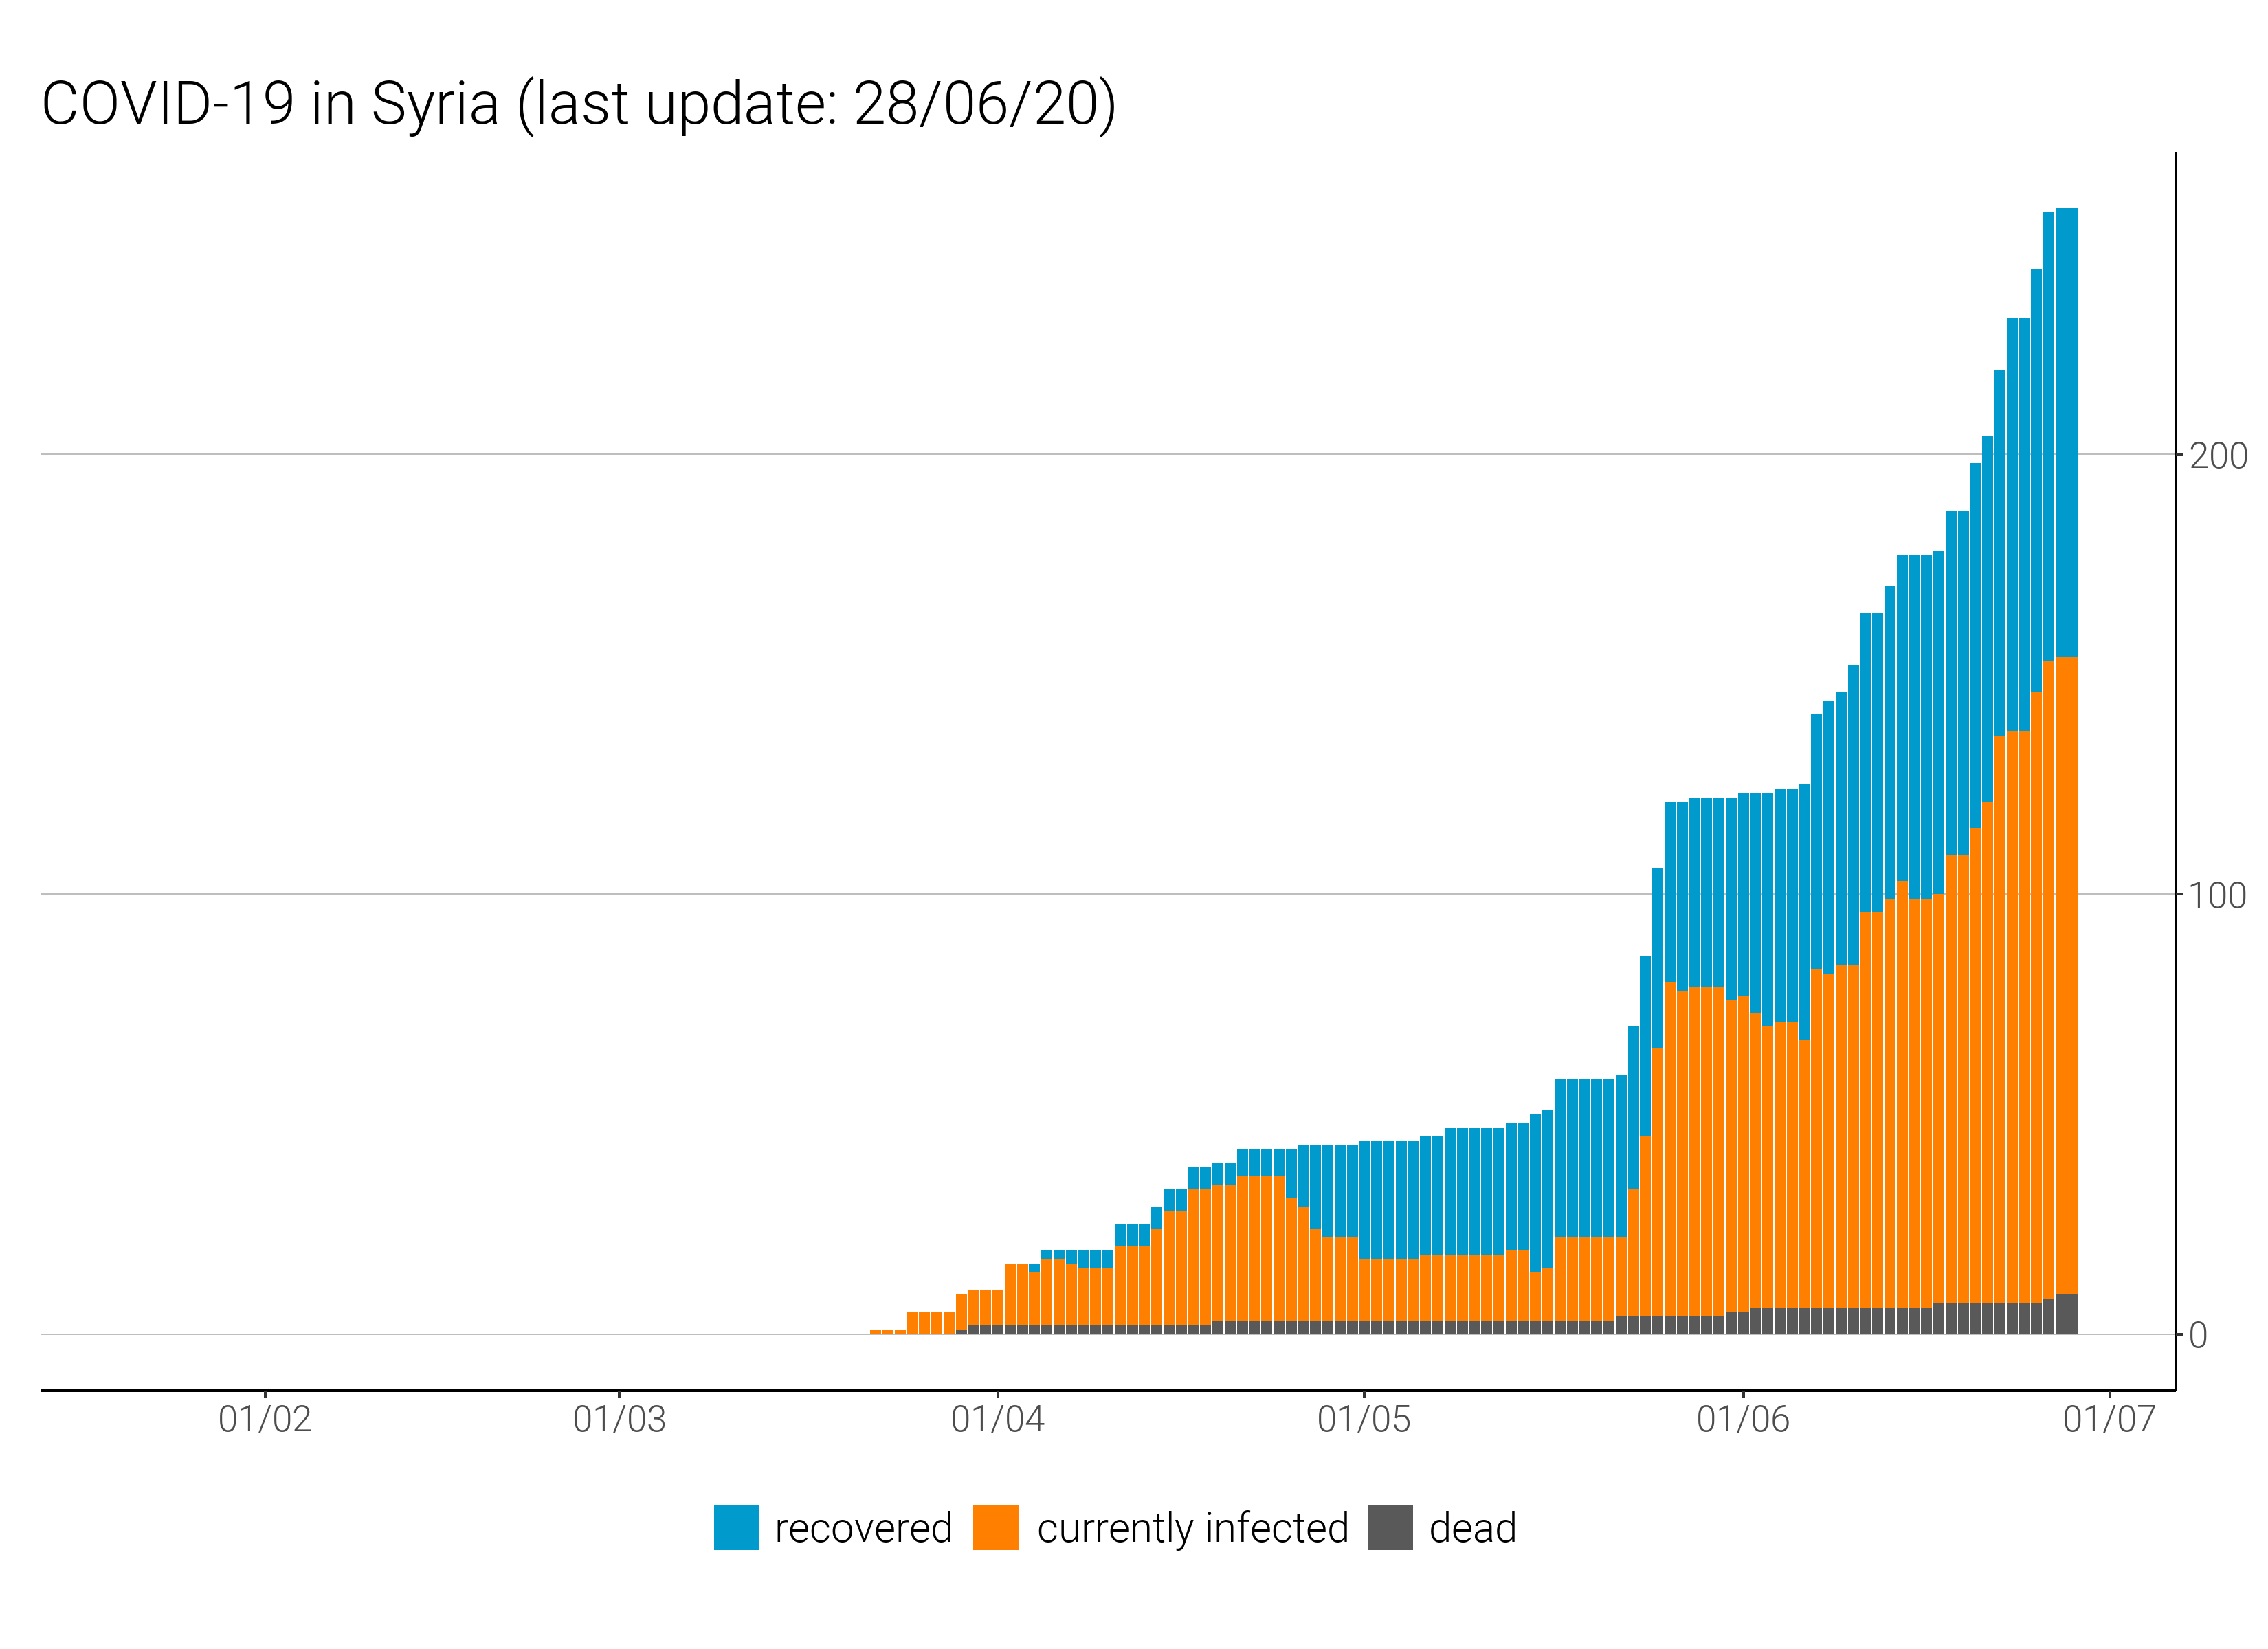 COVID-19 in Syria (last update: 28/06/20)
200
100
0
01/02 01/03 01/04 01/05 01/06 01/07
recovered currently infected dead